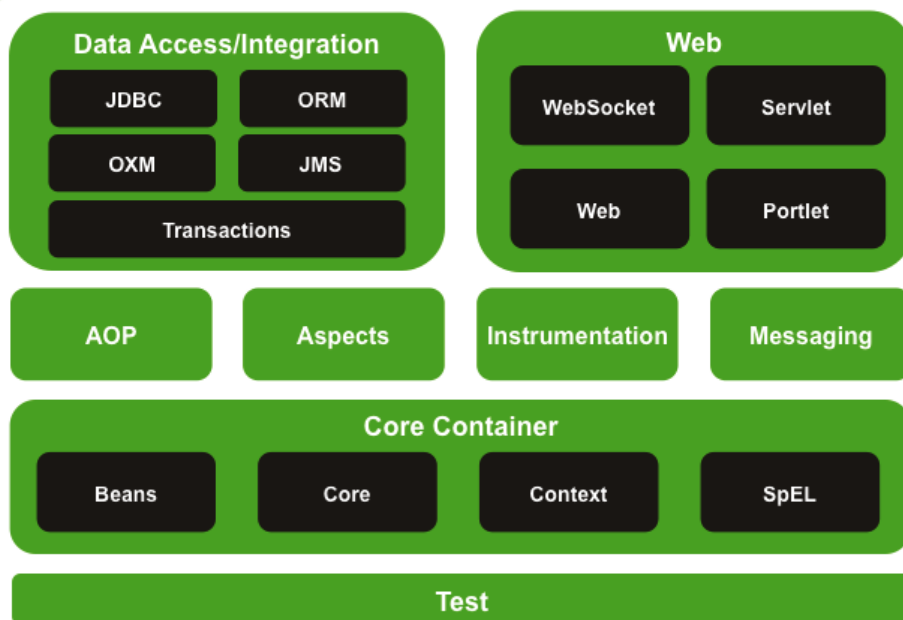 Data Access/Integration
JDBC
ORM
OXM
JMS
Transactions
Web
WebSocket
Servlet
Web
Portlet
AOP
Aspects
Instrumentation
Messaging
Core Container
Beans
Core
Context
SpEL
Test